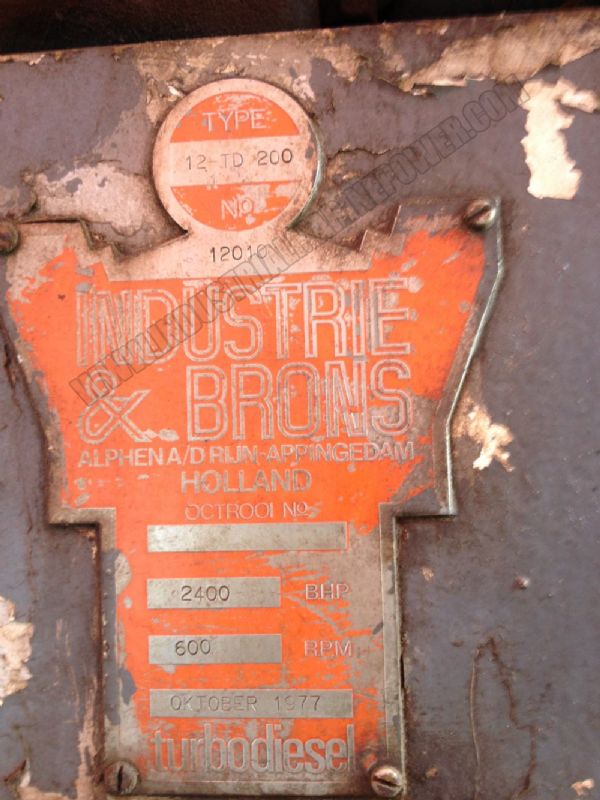 TYPE
12-TD 200
No
12010
INDUSTRIE
& BRONS
ALPHEN A/D RIJN-APPINGEDAM
HOLLAND
OCTROOI No
2400 BHP
600 RPM
OKTOBER 1977
turbodiesel